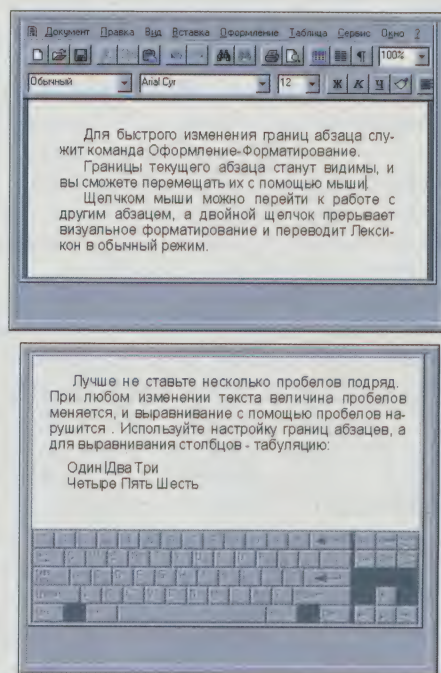 Документ Правка Вид Вставка Оформление Таблица Сервис Окно ?
100%
Обычный Arial Cyr 12 Ж К Ч
Для быстрого изменения границ абзаца слу-
жит команда Оформление-Форматирование.
Границы текущего абзаца станут видимы, и
вы сможете перемещать их с помощью мыши
Щелчком мыши можно перейти к работе с
другим абзацем, а двойной щелчок прерывает
визуальное форматирование и переводит Лекси-
кон в обычный режим.
Лучше не ставьте несколько пробелов подряд.
При любом изменении текста величина пробелов
меняется, и выравнивание с помощью пробелов на-
рушится . Используйте настройку границ абзацев, а
для выравнивания столбцов - табуляцию:
Один Два Три
Четыре Пять Шесть